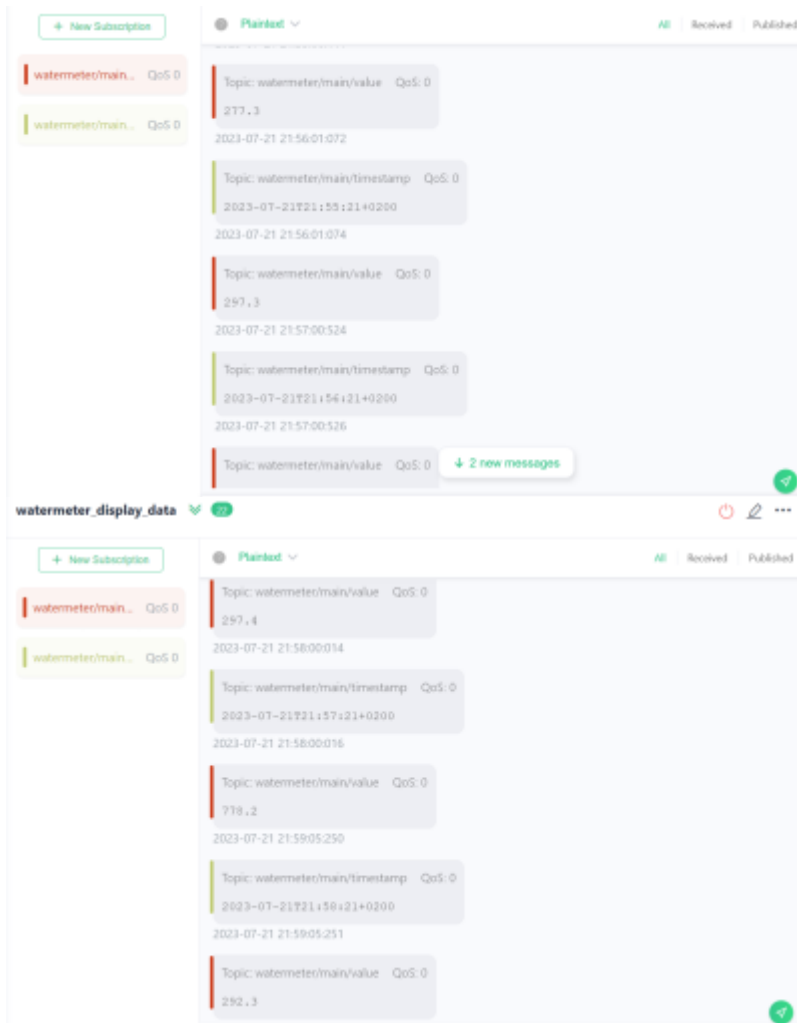 + New Subscription
Plaintext
All
Received
Published
watermeter/main...
QoS 0
watermeter/main...
QoS 0
Topic: watermeter/main/value QoS: 0
277.3
2023-07-21 21:56:01:072
Topic: watermeter/main/timestamp QoS: 0
2023-07-21T21:55:21+0200
2023-07-21 21:56:01:074
Topic: watermeter/main/value QoS: 0
297.3
2023-07-21 21:57:00:524
Topic: watermeter/main/timestamp QoS: 0
2023-07-21T21:56:21+0200
2023-07-21 21:57:00:526
Topic: watermeter/main/value QoS: 0
2 new messages
watermeter_display_data
22
+ New Subscription
Plaintext
All
Received
Published
watermeter/main...
QoS 0
watermeter/main...
QoS 0
Topic: watermeter/main/value QoS: 0
297.4
2023-07-21 21:58:00:014
Topic: watermeter/main/timestamp QoS: 0
2023-07-21T21:57:21+0200
2023-07-21 21:58:00:016
Topic: watermeter/main/value QoS: 0
778.2
2023-07-21 21:59:05:250
Topic: watermeter/main/timestamp QoS: 0
2023-07-21T21:58:21+0200
2023-07-21 21:59:05:251
Topic: watermeter/main/value QoS: 0
292.3